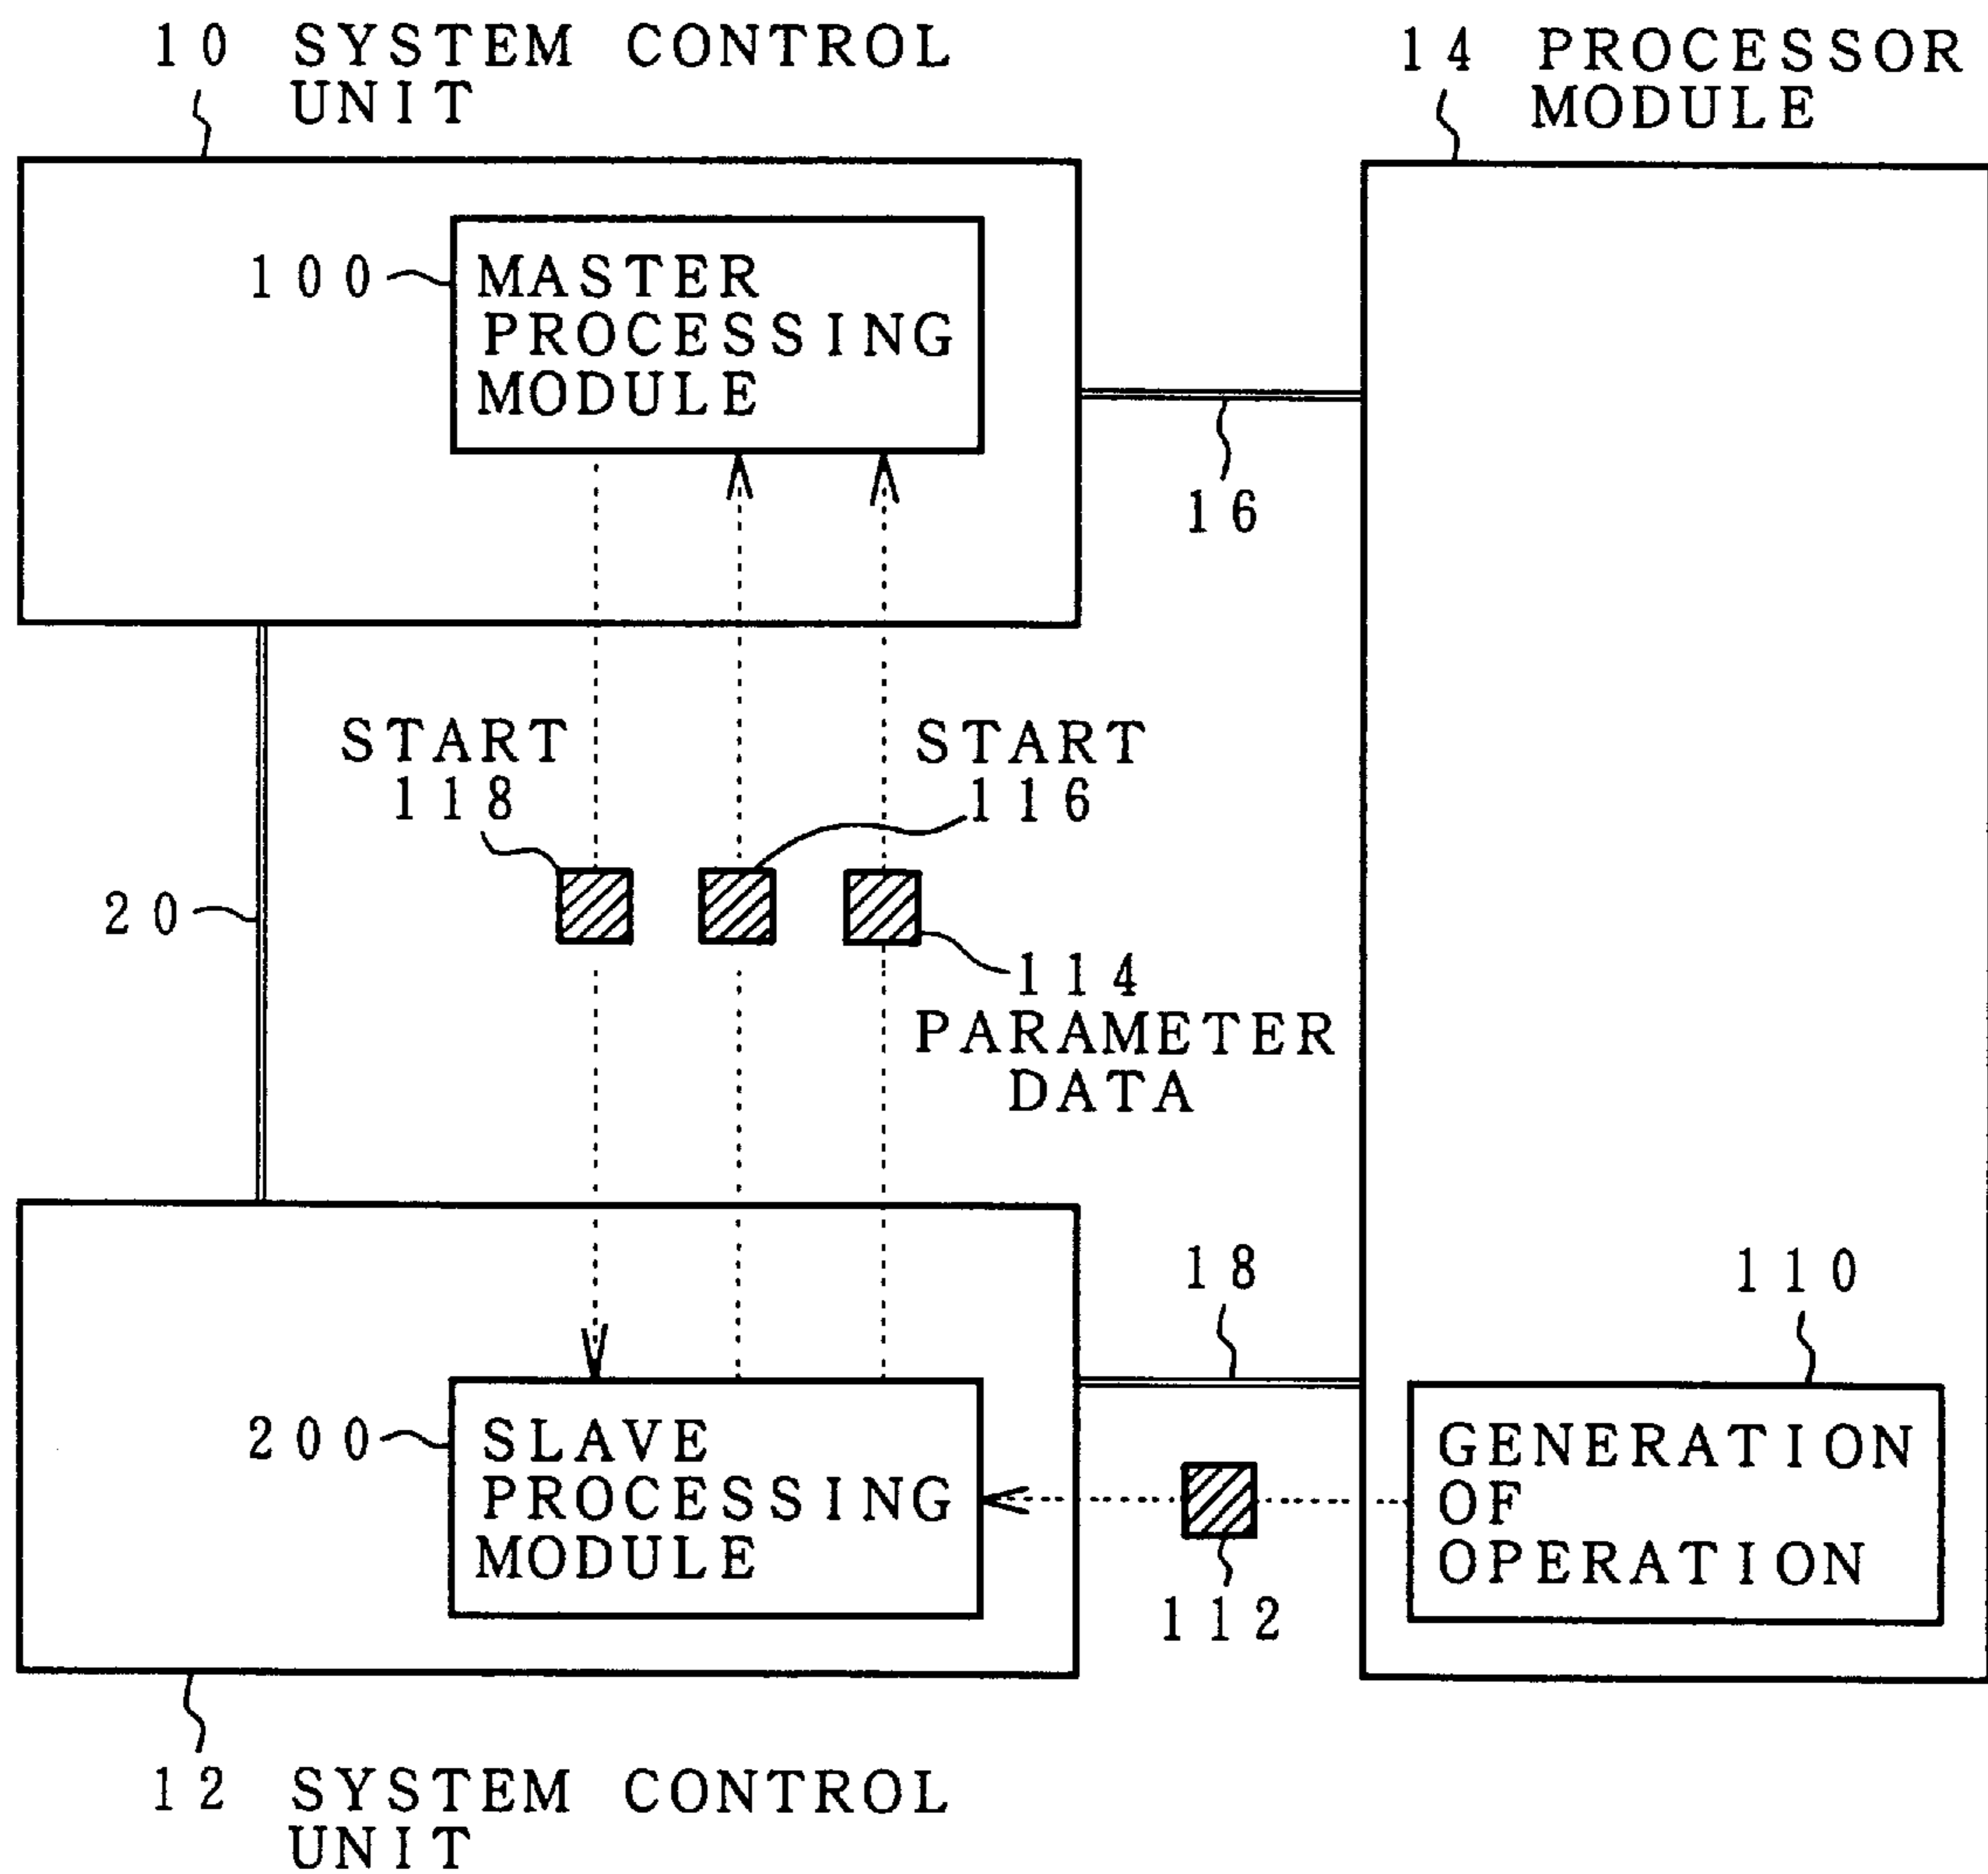 10 SYSTEM CONTROL
UNIT
14 PROCESSOR
MODULE
100
MASTER
PROCESSING
MODULE
16
START
118
START
116
20
114
PARAMETER
DATA
18
110
200
SLAVE
PROCESSING
MODULE
GENERATION
OF
OPERATION
112
12 SYSTEM CONTROL
UNIT